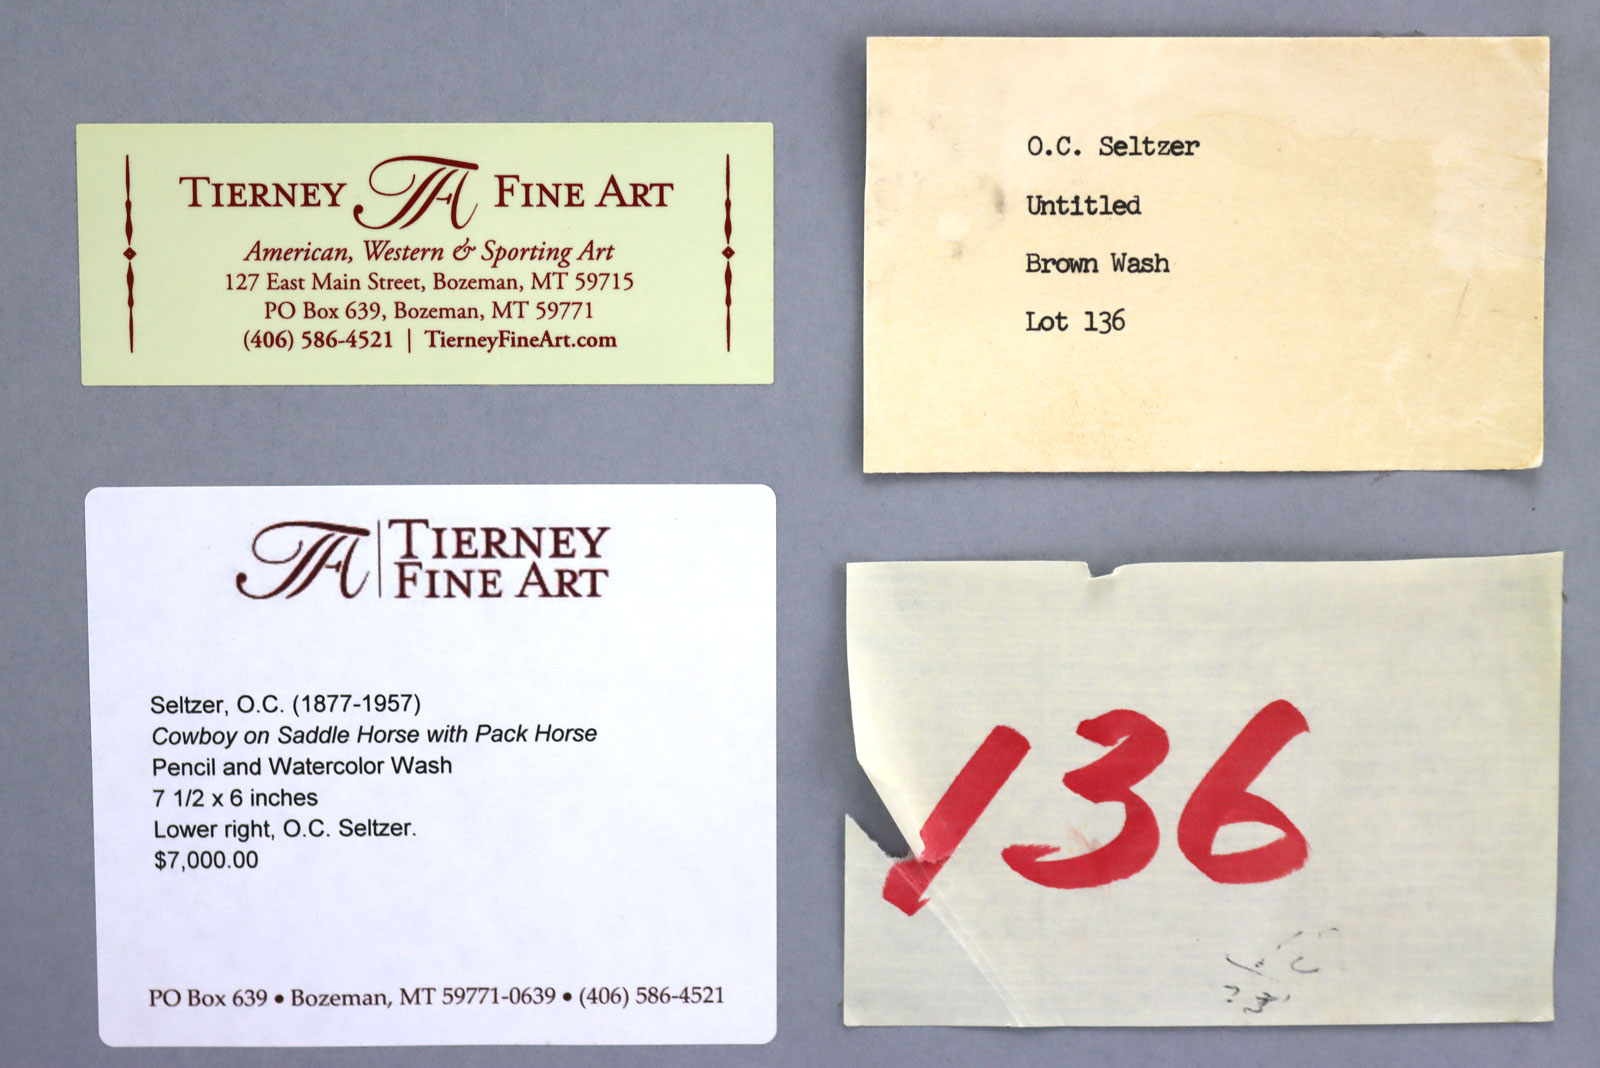 TIERNEY TFA FINE ART
American, Western & Sporting Art
127 East Main Street, Bozeman, MT 59715
PO Box 639, Bozeman, MT 59771
(406) 586-4521 | TierneyFineArt.com
O.C. Seltzer
Untitled
Brown Wash
Lot 136
TFA | TIERNEY
FINE ART
Seltzer, O.C. (1877-1957)
Cowboy on Saddle Horse with Pack Horse
Pencil and Watercolor Wash
7 1/2 x 6 inches
Lower right, O.C. Seltzer.
$7,000.00
PO Box 639 • Bozeman, MT 59771-0639 • (406) 586-4521
136